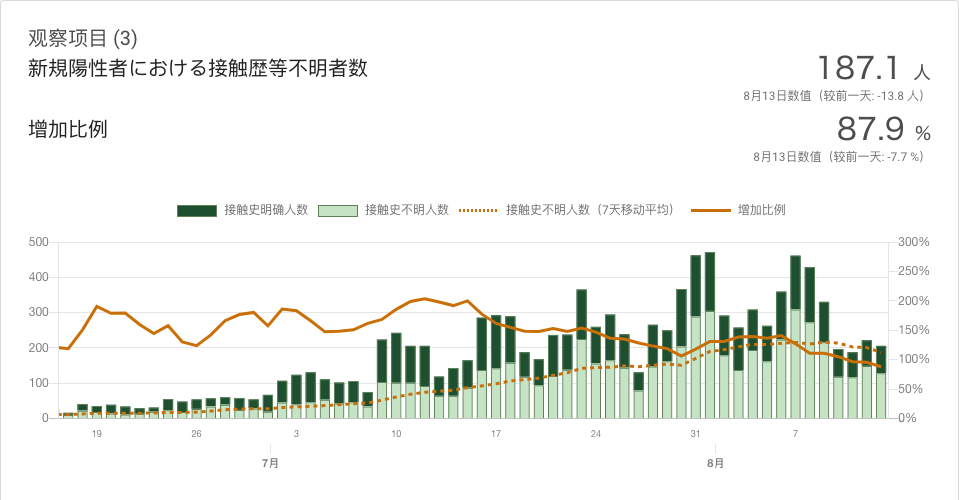 观察项目 (3)
新規陽性者における接触歴等不明者数
187.1 人
8月13日数值（较前一天: -13.8 人）
增加比例
87.9 %
8月13日数值（较前一天: -7.7 %）
接触史明确人数 接触史不明人数 接触史不明人数（7天移动平均） 增加比例
500 300%
250%
400
200%
300
150%
200
100%
100
50%
0 0%
19 26 3 10 17 24 31 7
7月 8月